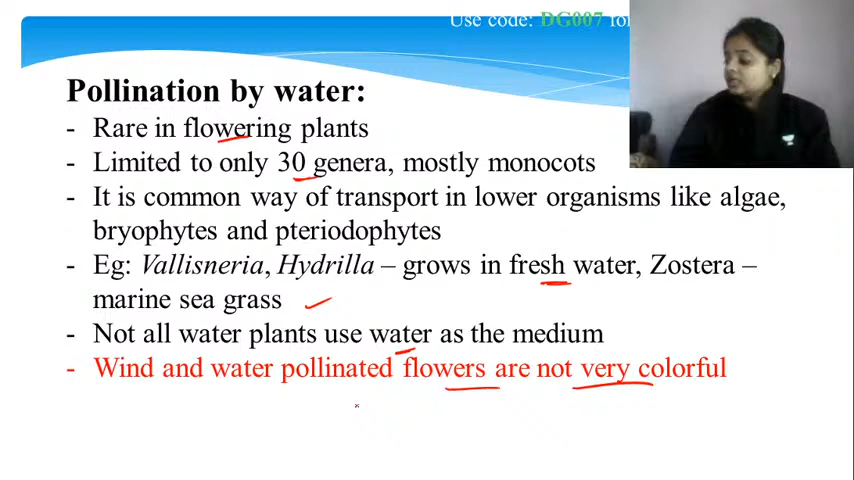 Use code: DG007 for
Pollination by water:
- Rare in flowering plants
- Limited to only 30 genera, mostly monocots
- It is common way of transport in lower organisms like algae,
bryophytes and pteriodophytes
- Eg: Vallisneria, Hydrilla – grows in fresh water, Zostera –
marine sea grass
- Not all water plants use water as the medium
- Wind and water pollinated flowers are not very colorful